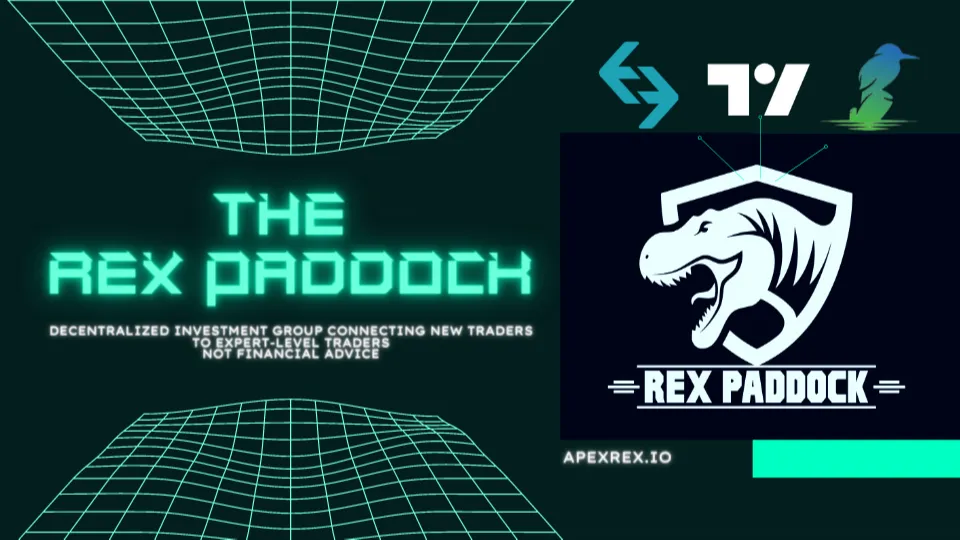 THE
REX PADDOCK
DECENTRALIZED INVESTMENT GROUP CONNECTING NEW TRADERS
TO EXPERT-LEVEL TRADERS
NOT FINANCIAL ADVICE
REX PADDOCK
APEXREX.IO